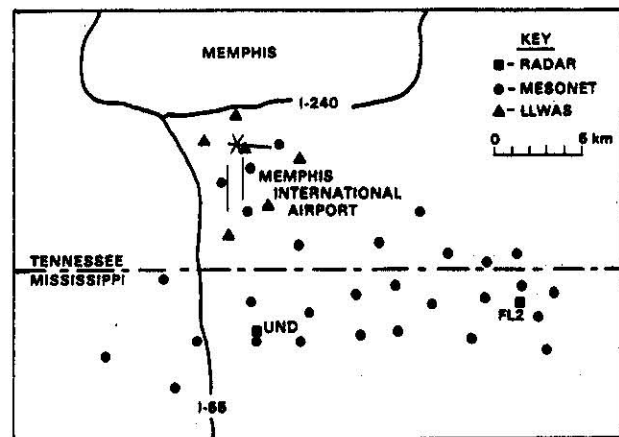 MEMPHIS
KEY
■ - RADAR
● - MESONET
▲ - LLWAS
0 5 km
I-240
MEMPHIS
INTERNATIONAL
AIRPORT
TENNESSEE
MISSISSIPPI
UND
FL2
I-55